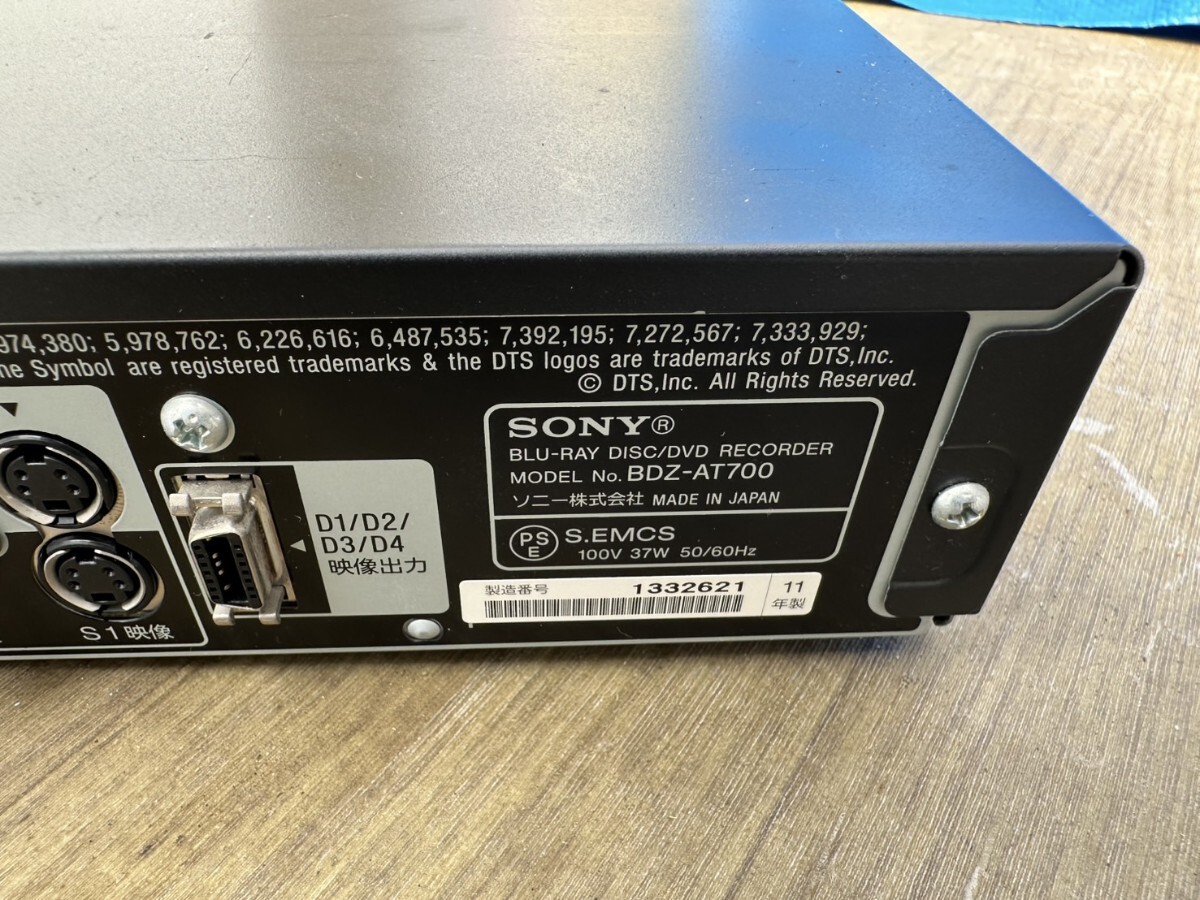 974,380; 5,978,762; 6,226,616; 6,487,535; 7,392,195; 7,272,567; 7,333,929;
Symbol are registered trademarks & the DTS logos are trademarks of DTS,Inc.
© DTS,Inc. All Rights Reserved.
SONY®
BLU-RAY DISC/DVD RECORDER
MODEL No. BDZ-AT700
ソニー株式会社 MADE IN JAPAN
PSE S.EMCS
100V 37W 50/60Hz
製造番号 1332621 11年製
D1/D2/
D3/D4
映像出力
S1映像